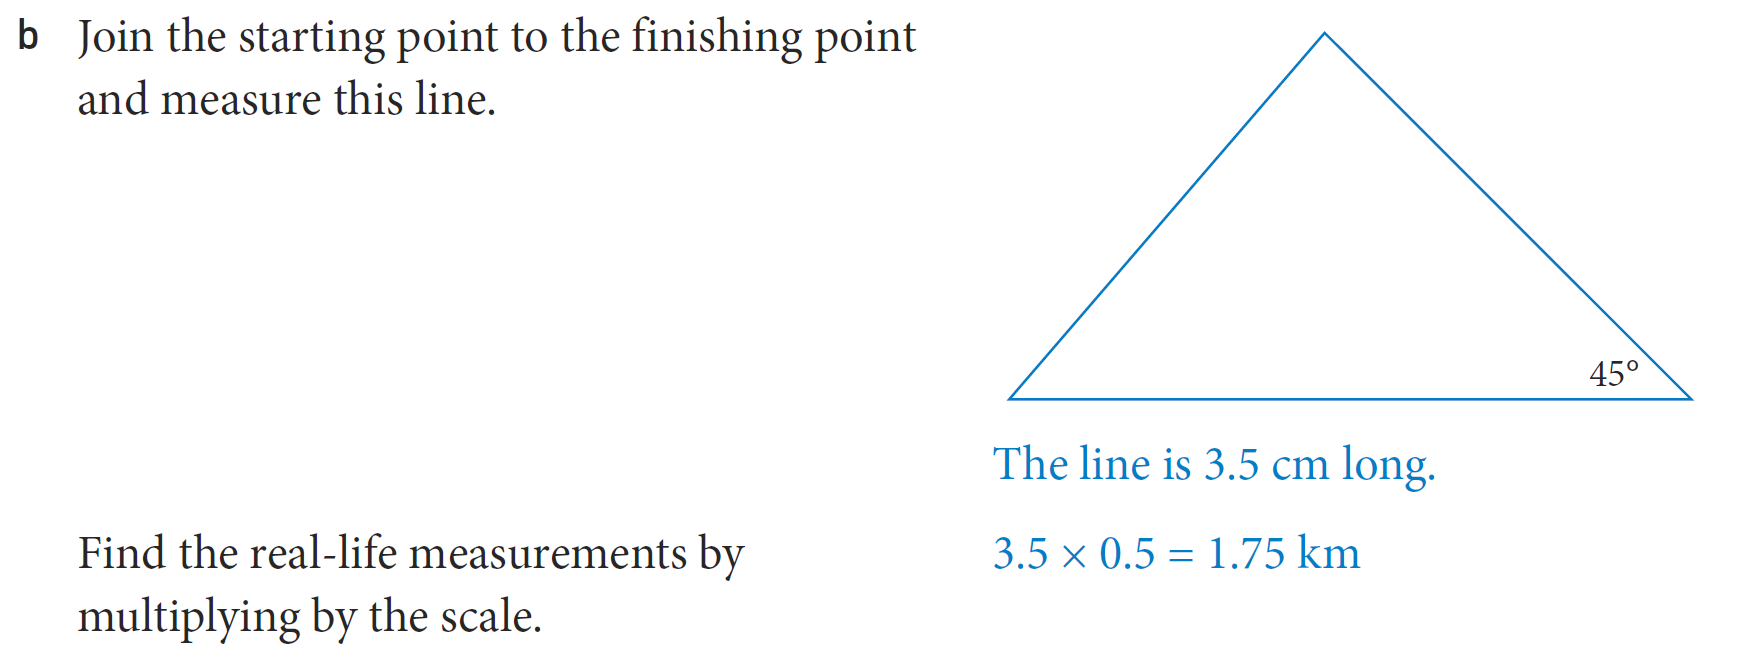 b Join the starting point to the finishing point
and measure this line.
45°
The line is 3.5 cm long.
Find the real-life measurements by
multiplying by the scale.
3.5 × 0.5 = 1.75 km